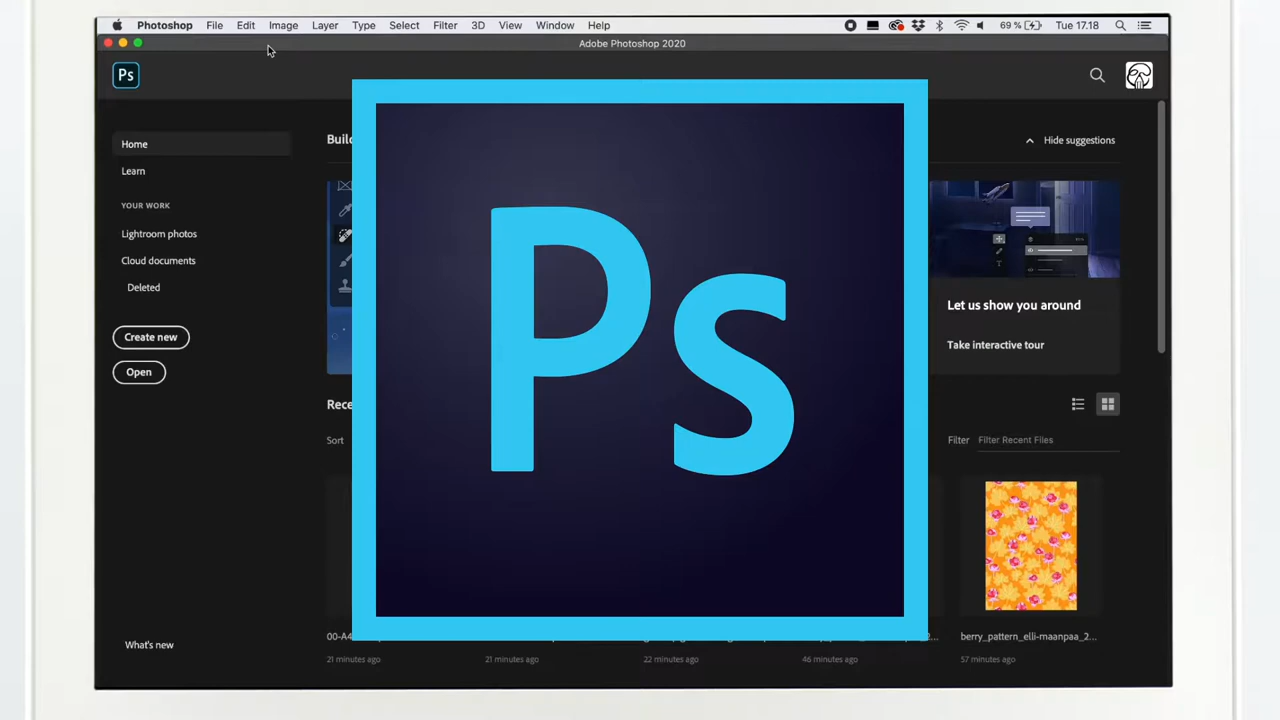 Photoshop File Edit Image Layer Type Select Filter 3D View Window Help 69 % Tue 17.18
Adobe Photoshop 2020
Ps
Home
Learn
YOUR WORK
Lightroom photos
Cloud documents
Deleted
Create new
Open
What's new
Hide suggestions
Let us show you around
Take interactive tour
Sort
Filter Filter Recent Files
Ps
berry_pattern_elli-maanpaa_2...
21 minutes ago 21 minutes ago 22 minutes ago 46 minutes ago 57 minutes ago